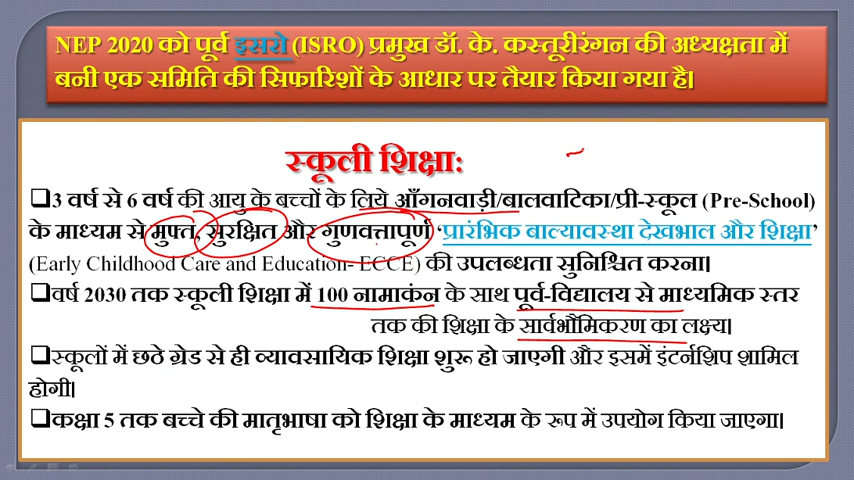 NEP 2020 को पूर्व इसरो (ISRO) प्रमुख डॉ. के. कस्तूरीरंगन की अध्यक्षता में
बनी एक समिति की सिफारिशों के आधार पर तैयार किया गया है।
स्कूली शिक्षा:
❑3 वर्ष से 6 वर्ष की आयु के बच्चों के लिये आँगनवाड़ी/बालवाटिका/प्री-स्कूल (Pre-School)
के माध्यम से मुफ्त, सुरक्षित और गुणवत्तापूर्ण ‘प्रारंभिक बाल्यावस्था देखभाल और शिक्षा’
(Early Childhood Care and Education- ECCE) की उपलब्धता सुनिश्चित करना।
❑वर्ष 2030 तक स्कूली शिक्षा में 100 नामाकंन के साथ पूर्व-विद्यालय से माध्यमिक स्तर
तक की शिक्षा के सार्वभौमिकरण का लक्ष्य।
❑स्कूलों में छठे ग्रेड से ही व्यावसायिक शिक्षा शुरू हो जाएगी और इसमें इंटर्नशिप शामिल
होगी।
❑कक्षा 5 तक बच्चे की मातृभाषा को शिक्षा के माध्यम के रूप में उपयोग किया जाएगा।